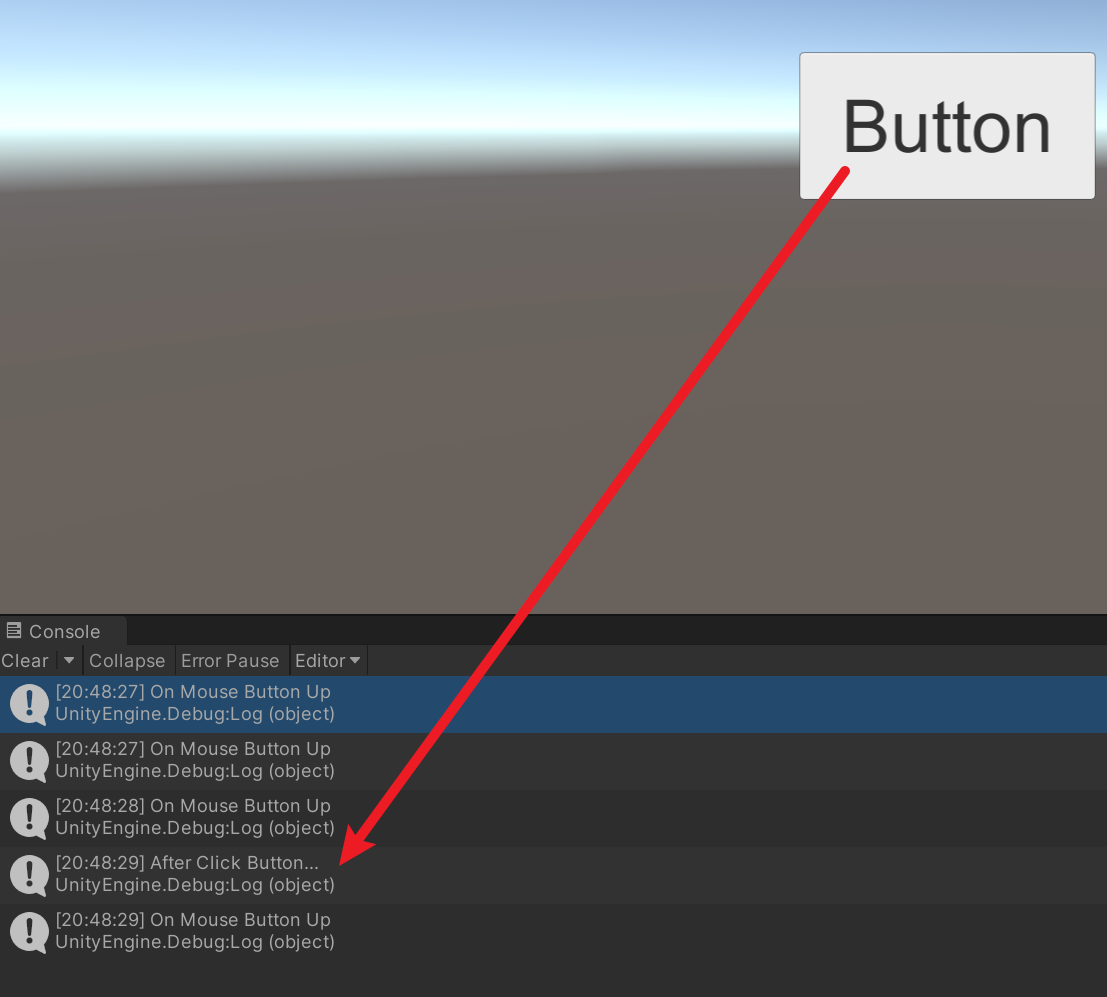 Button
Console
Clear Collapse Error Pause Editor
[20:48:27] On Mouse Button Up
UnityEngine.Debug:Log (object)
[20:48:27] On Mouse Button Up
UnityEngine.Debug:Log (object)
[20:48:28] On Mouse Button Up
UnityEngine.Debug:Log (object)
[20:48:29] After Click Button...
UnityEngine.Debug:Log (object)
[20:48:29] On Mouse Button Up
UnityEngine.Debug:Log (object)